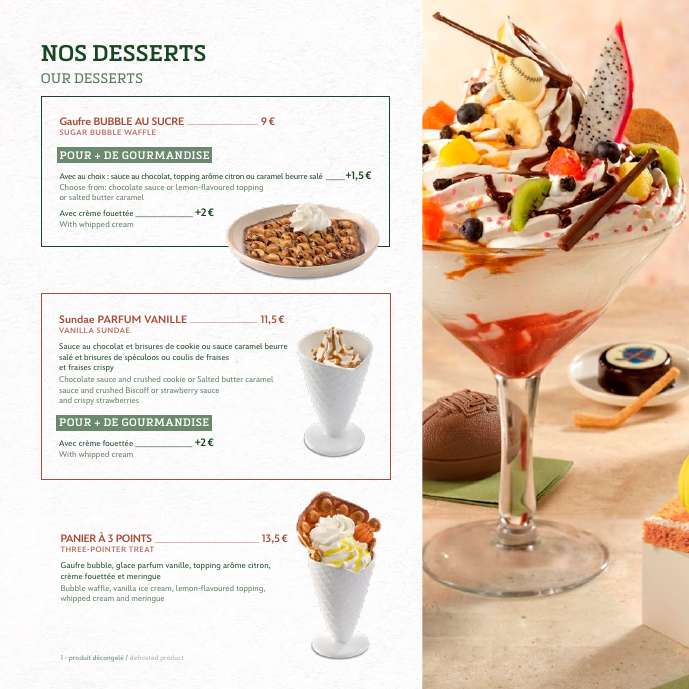 NOS DESSERTS
OUR DESSERTS
Gaufre BUBBLE AU SUCRE 9 €
SUGAR BUBBLE WAFFLE
POUR + DE GOURMANDISE
Avec au choix : sauce au chocolat, topping arôme citron ou caramel beurre salé +1,5 €
Choose from: chocolate sauce or lemon-flavoured topping
or salted butter caramel
Avec crème fouettée +2 €
With whipped cream
Sundae PARFUM VANILLE 11,5 €
VANILLA SUNDAE
Sauce au chocolat et brisures de cookie ou sauce caramel beurre
salé et brisures de spéculoos ou coulis de fraises
et fraises crispy
Chocolate sauce and crushed cookie or Salted butter caramel
sauce and crushed Biscoff or strawberry sauce
and crispy strawberries
POUR + DE GOURMANDISE
Avec crème fouettée +2 €
With whipped cream
PANIER À 3 POINTS 13,5 €
THREE-POINTER TREAT
Gaufre bubble, glace parfum vanille, topping arôme citron,
crème fouettée et meringue
Bubble waffle, vanilla ice cream, lemon-flavoured topping,
whipped cream and meringue
1 - produit décongelé / defrosted product